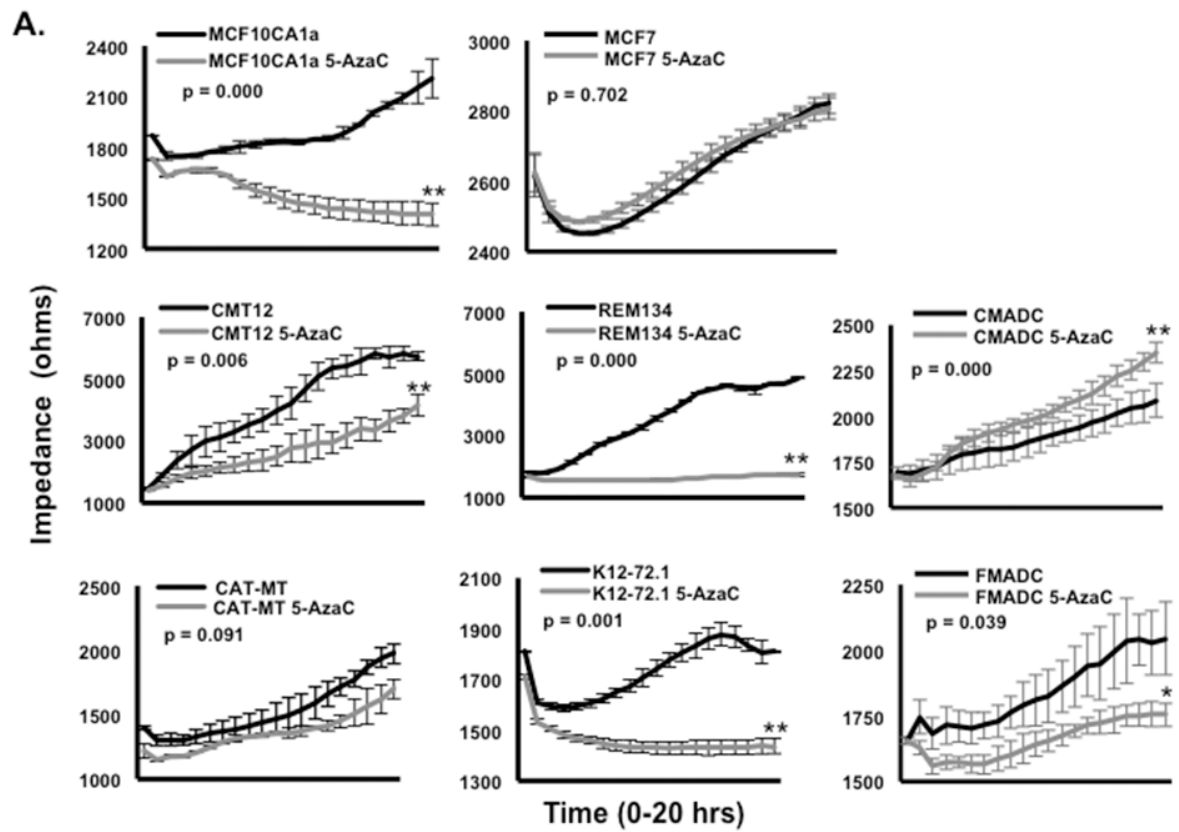 A.
MCF10CA1a
MCF10CA1a 5-AzaC
p = 0.000
2400
2100
1800
1500
1200
**
MCF7
MCF7 5-AzaC
p = 0.702
3000
2800
2600
2400
Impedance (ohms)
CMT12
CMT12 5-AzaC
p = 0.006
7000
5000
3000
1000
**
REM134
REM134 5-AzaC
p = 0.000
7000
5000
3000
1000
**
CMADC
CMADC 5-AzaC
p = 0.000
2500
2250
2000
1750
1500
**
CAT-MT
CAT-MT 5-AzaC
p = 0.091
2500
2000
1500
1000
K12-72.1
K12-72.1 5-AzaC
p = 0.001
2100
1900
1700
1500
1300
**
FMADC
FMADC 5-AzaC
p = 0.039
2250
2000
1750
1500
*
Time (0-20 hrs)